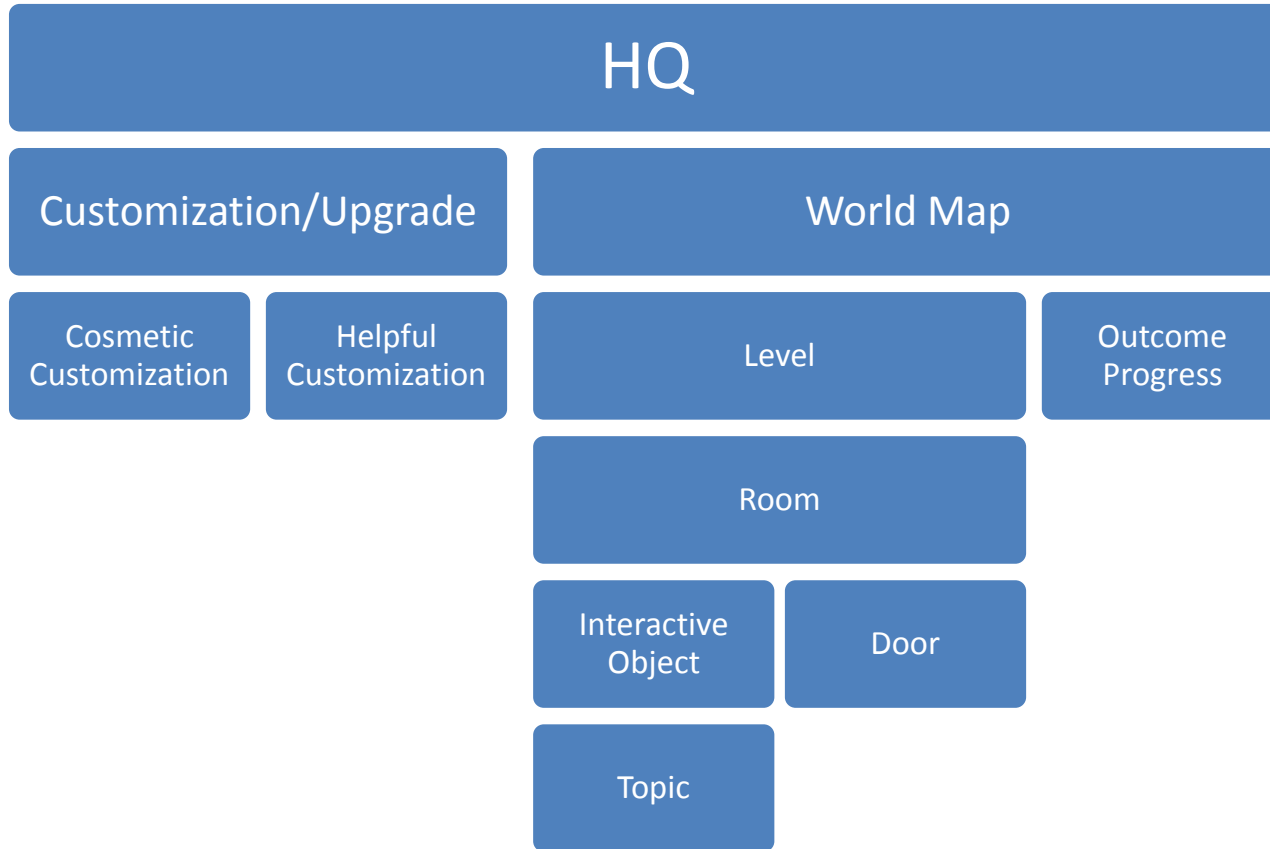 HQ
Customization/Upgrade
World Map
Cosmetic
Customization
Helpful
Customization
Level
Outcome
Progress
Room
Interactive
Object
Door
Topic